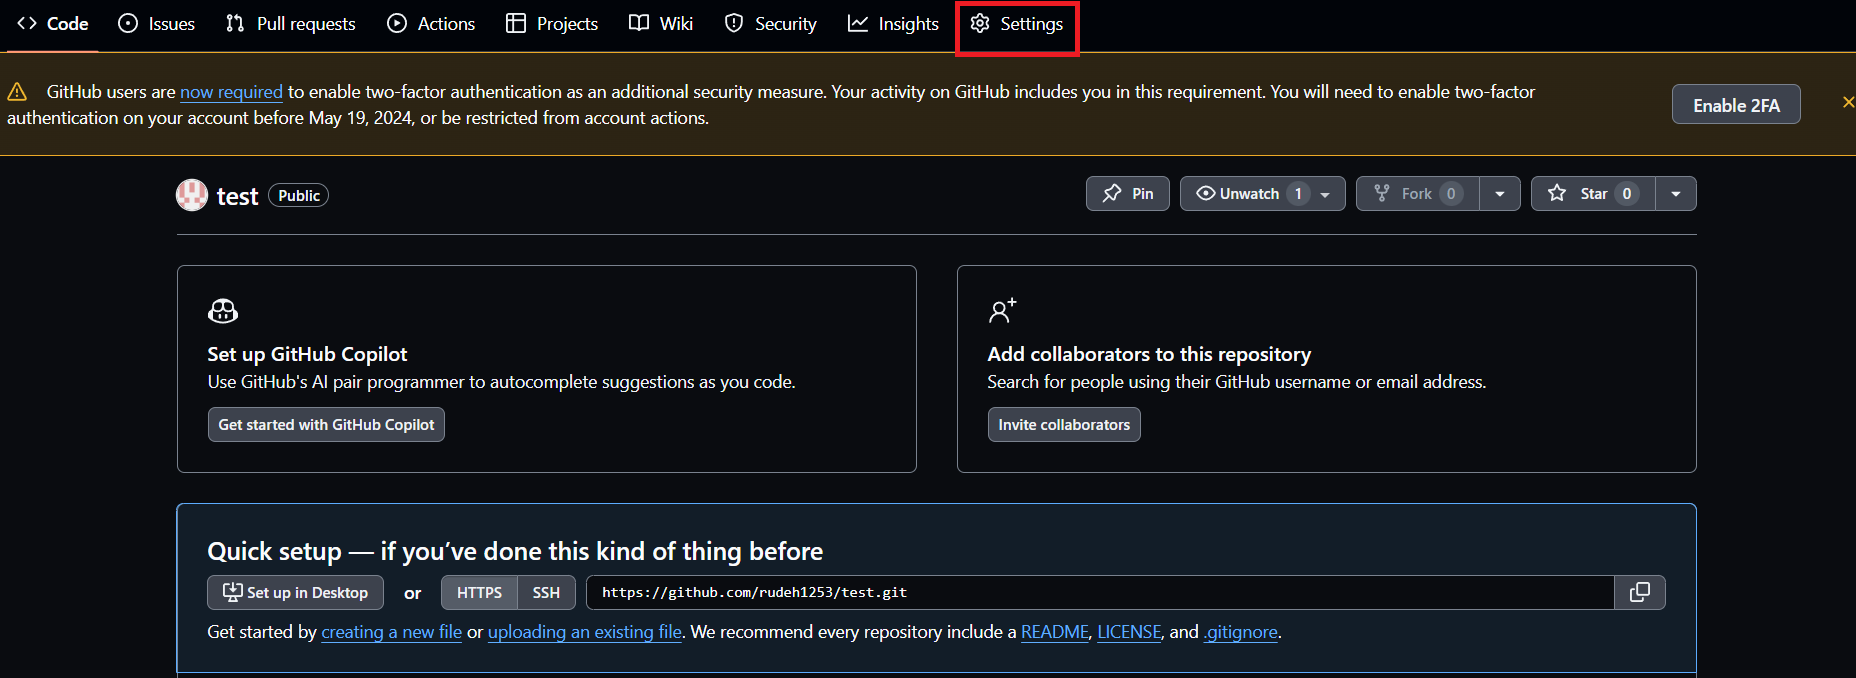 Code Issues Pull requests Actions Projects Wiki Security Insights Settings
GitHub users are now required to enable two-factor authentication as an additional security measure. Your activity on GitHub includes you in this requirement. You will need to enable two-factor
authentication on your account before May 19, 2024, or be restricted from account actions.
Enable 2FA
test Public
Pin Unwatch 1 Fork 0 Star 0
Set up GitHub Copilot
Use GitHub's AI pair programmer to autocomplete suggestions as you code.
Get started with GitHub Copilot
Add collaborators to this repository
Search for people using their GitHub username or email address.
Invite collaborators
Quick setup — if you’ve done this kind of thing before
Set up in Desktop or HTTPS SSH https://github.com/rudeh1253/test.git
Get started by creating a new file or uploading an existing file. We recommend every repository include a README, LICENSE, and .gitignore.